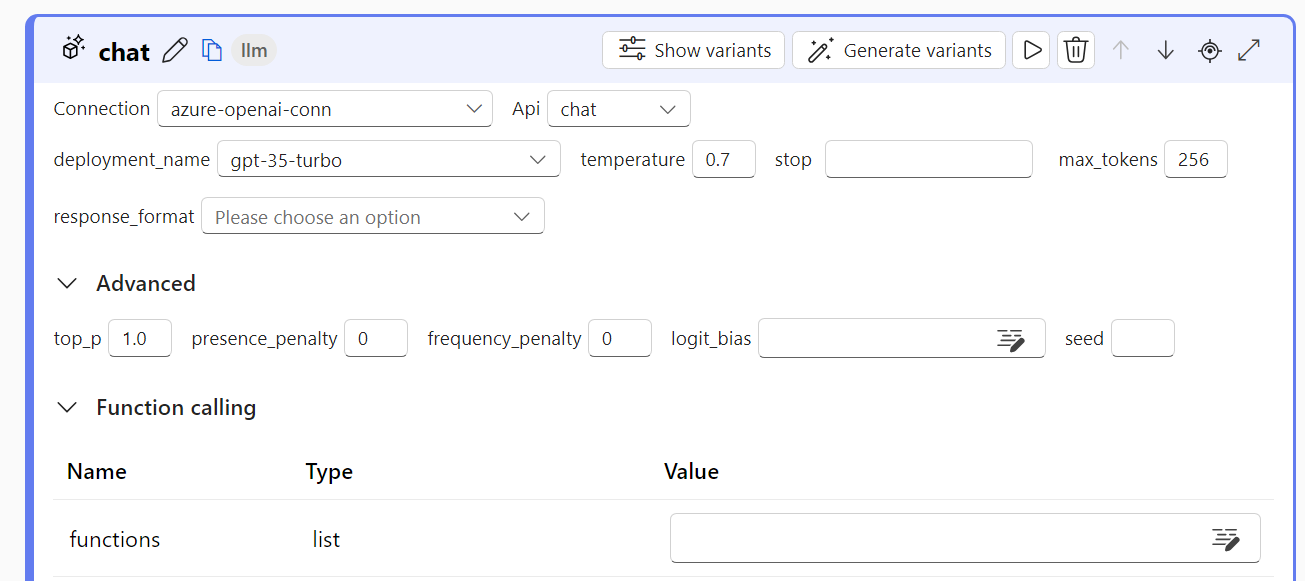 chat llm Show variants Generate variants
Connection azure-openai-conn Api chat
deployment_name gpt-35-turbo temperature 0.7 stop max_tokens 256
response_format Please choose an option
Advanced
top_p 1.0 presence_penalty 0 frequency_penalty 0 logit_bias seed
Function calling
Name Type Value
functions list